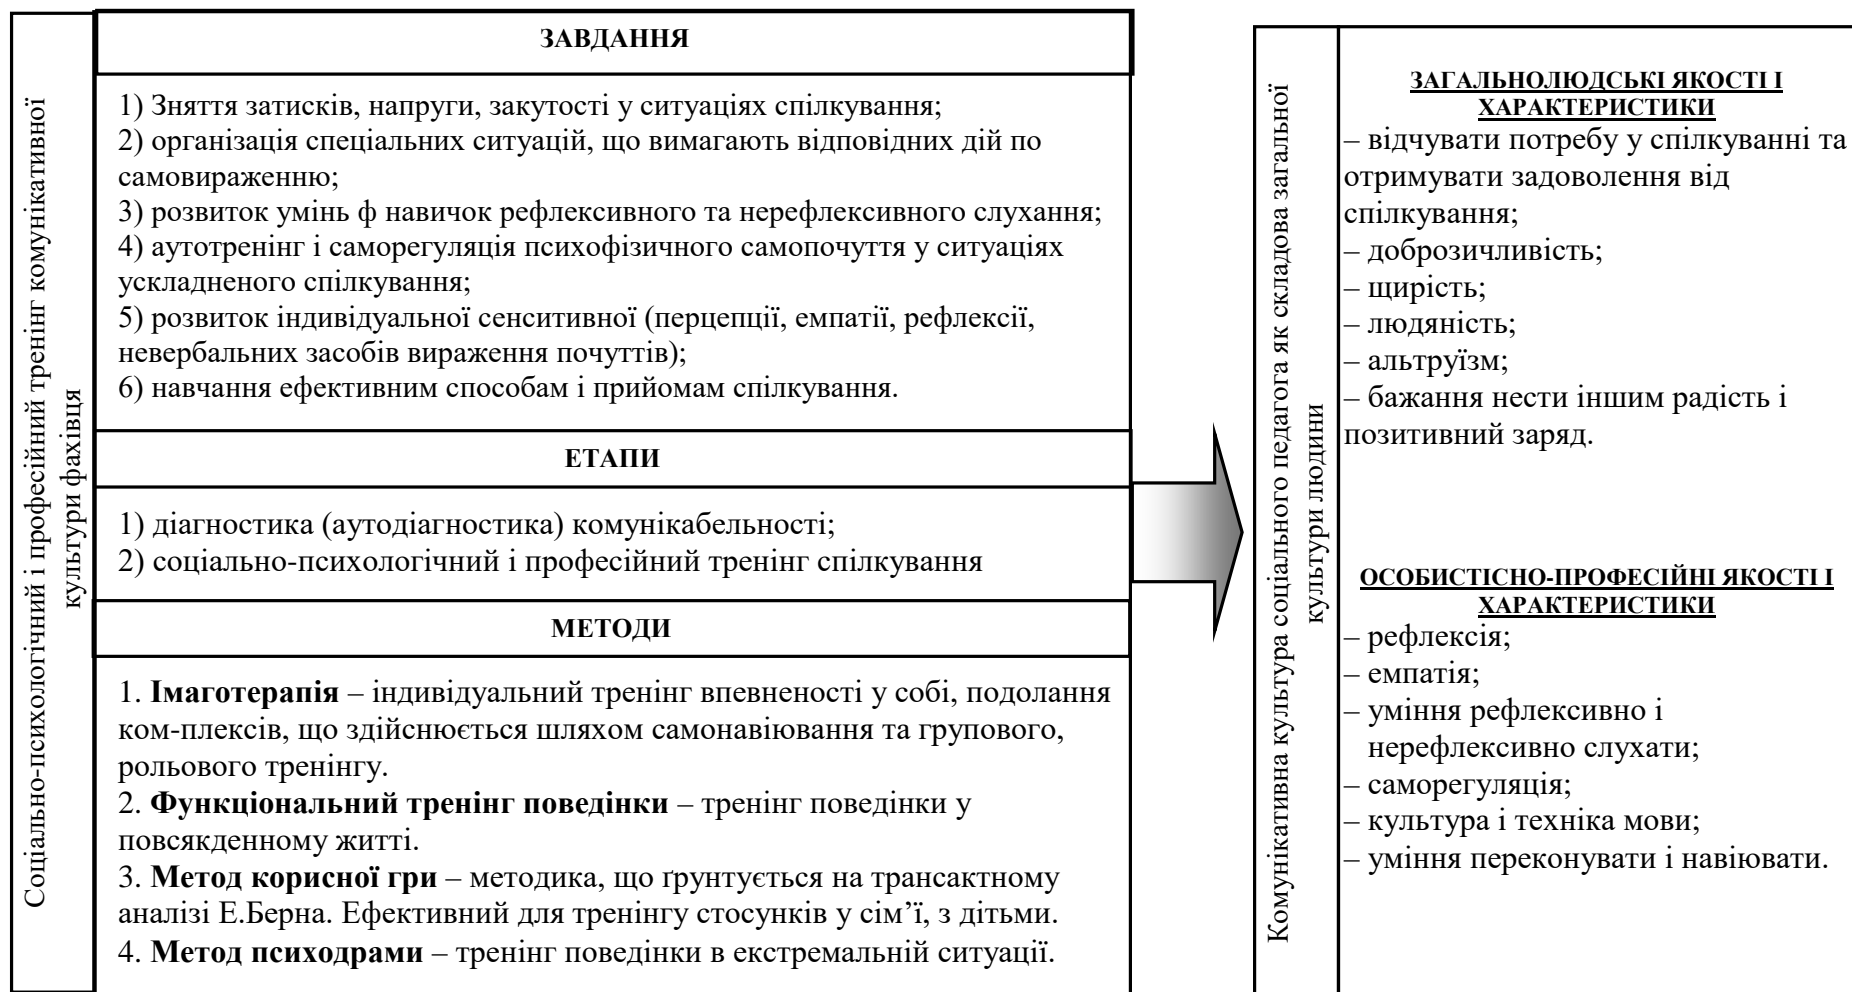 Соціально-психологічний і професійний тренінг комунікативної
культури фахівця
ЗАВДАННЯ
1) Зняття затисків, напруги, закутості у ситуаціях спілкування;
2) організація спеціальних ситуацій, що вимагають відповідних дій по
самовираженню;
3) розвиток умінь ф навичок рефлексивного та нерефлексивного слухання;
4) аутотренінг і саморегуляція психофізичного самопочуття у ситуаціях
ускладненого спілкування;
5) розвиток індивідуальної сенситивної (перцепції, емпатії, рефлексії,
невербальних засобів вираження почуттів);
6) навчання ефективним способам і прийомам спілкування.
ЕТАПИ
1) діагностика (аутодіагностика) комунікабельності;
2) соціально-психологічний і професійний тренінг спілкування
МЕТОДИ
1. Імаготерапія – індивідуальний тренінг впевненості у собі, подолання
ком-плексів, що здійснюється шляхом самонавіювання та групового,
рольового тренінгу.
2. Функціональний тренінг поведінки – тренінг поведінки у
повсякденному житті.
3. Метод корисної гри – методика, що ґрунтується на трансактному
аналізі Е.Берна. Ефективний для тренінгу стосунків у сім’ї, з дітьми.
4. Метод психодрами – тренінг поведінки в екстремальній ситуації.
Комунікативна культура соціального педагога як складова загальної
культури людини
ЗАГАЛЬНОЛЮДСЬКІ ЯКОСТІ І
ХАРАКТЕРИСТИКИ
– відчувати потребу у спілкуванні та
отримувати задоволення від
спілкування;
– доброзичливість;
– щирість;
– людяність;
– альтруїзм;
– бажання нести іншим радість і
позитивний заряд.
ОСОБИСТІСНО-ПРОФЕСІЙНІ ЯКОСТІ І
ХАРАКТЕРИСТИКИ
– рефлексія;
– емпатія;
– уміння рефлексивно і
нерефлексивно слухати;
– саморегуляція;
– культура і техніка мови;
– уміння переконувати і навіювати.